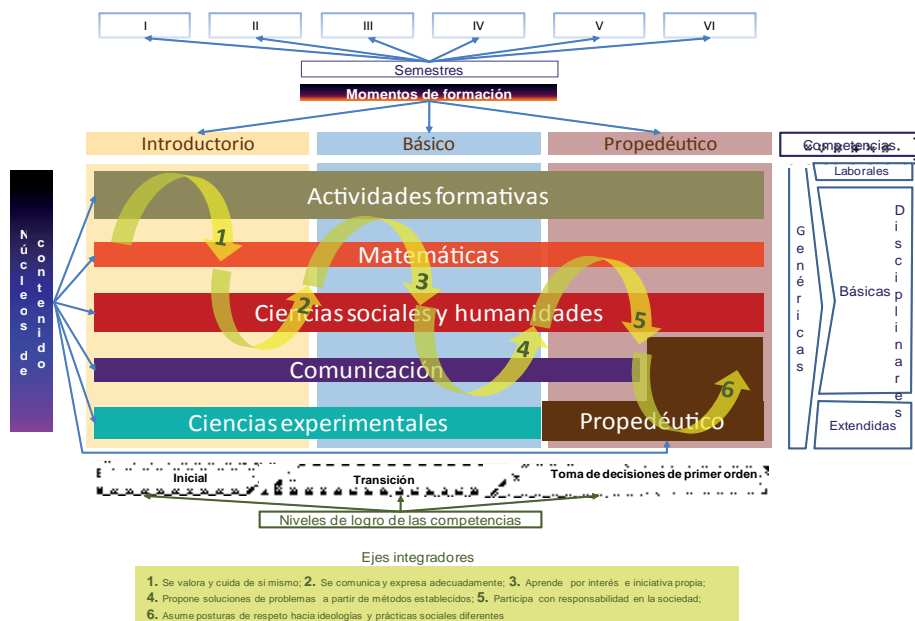 I II III IV V VI
Semestres
Momentos de formación
Introductorio Básico Propedéutico
Competencias
Núcleos de
contenido
Actividades formativas
Matemáticas
Ciencias sociales y humanidades
Comunicación
Ciencias experimentales
Propedéutico
1
2
3
4
5
6
Genéricas
Laborales
Básicas
Extendidas
Disciplinares
Inicial
Transición
Toma de decisiones de primer orden
Niveles de logro de las competencias
Ejes integradores
1. Se valora y cuida de si mismo; 2. Se comunica y expresa adecuadamente; 3. Aprende por interés e iniciativa propia;
4. Propone soluciones de problemas a partir de métodos establecidos; 5. Participa con responsabilidad en la sociedad;
6. Asume posturas de respeto hacia ideologías y prácticas sociales diferentes